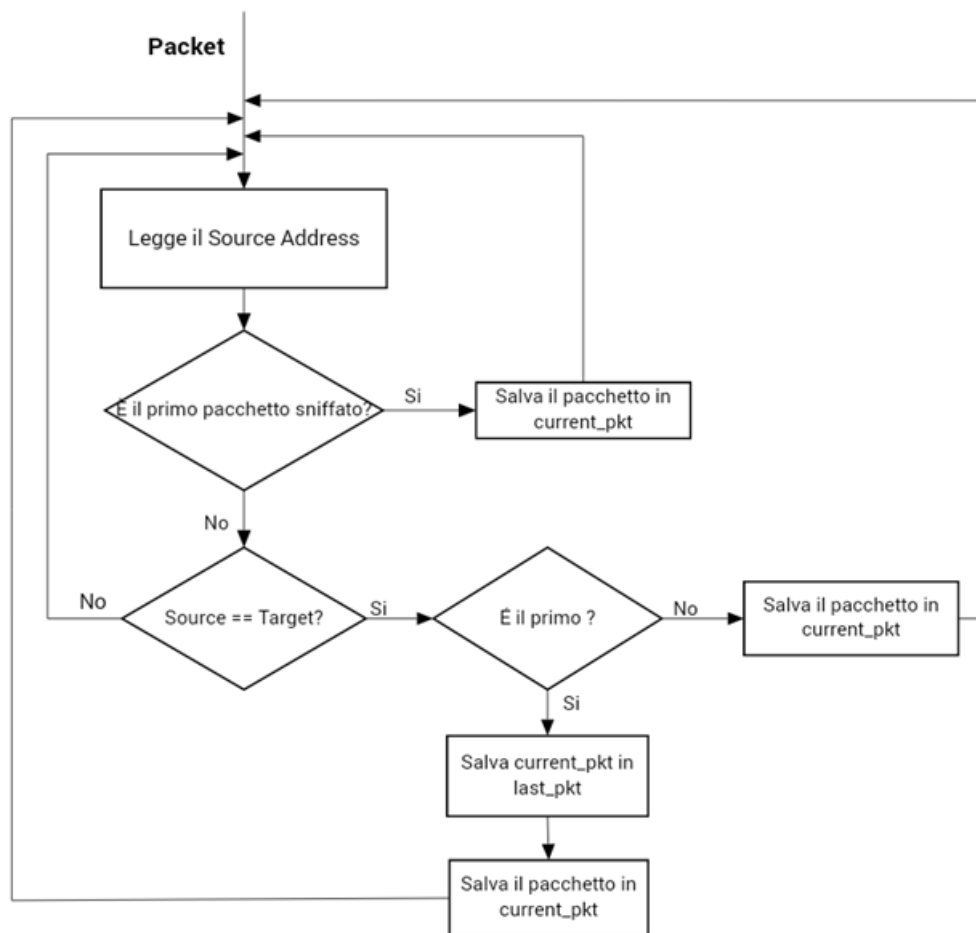 Packet
Legge il Source Address
È il primo pacchetto sniffato?
Si
Salva il pacchetto in
current_pkt
No
No
Source == Target?
Si
É il primo ?
No
Salva il pacchetto in
current_pkt
Si
Salva current_pkt in
last_pkt
Salva il pacchetto in
current_pkt